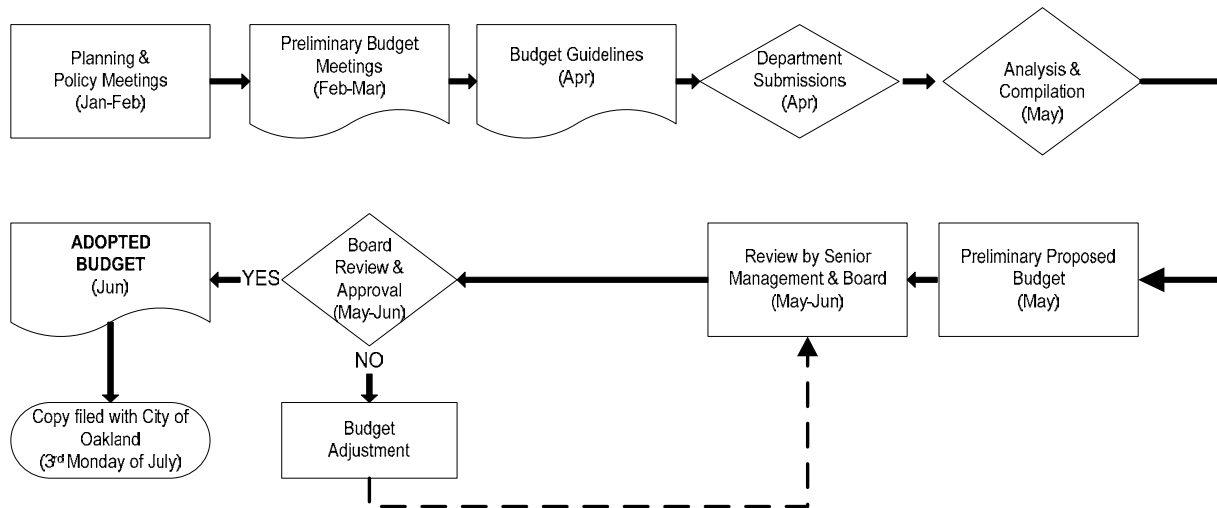 Planning &
Policy Meetings
(Jan-Feb)
Preliminary Budget
Meetings
(Feb-Mar)
Budget Guidelines
(Apr)
Department
Submissions
(Apr)
Analysis &
Compilation
(May)
Preliminary Proposed
Budget
(May)
Review by Senior
Management & Board
(May-Jun)
Board
Review &
Approval
(May-Jun)
YES
ADOPTED
BUDGET
(Jun)
Copy filed with City of
Oakland
(3rd Monday of July)
NO
Budget
Adjustment